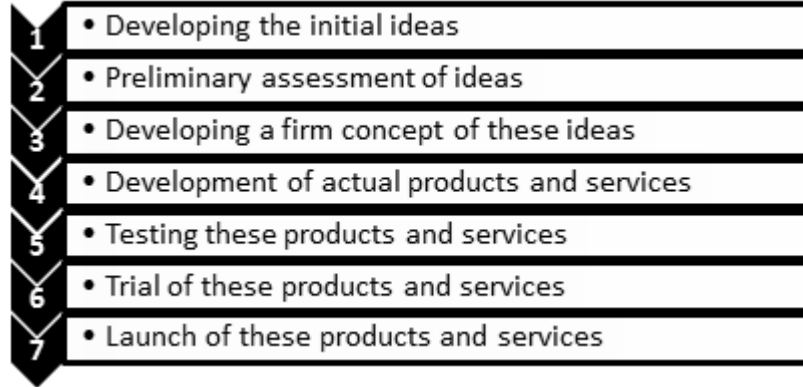 1 • Developing the initial ideas
2 • Preliminary assessment of ideas
3 • Developing a firm concept of these ideas
4 • Development of actual products and services
5 • Testing these products and services
6 • Trial of these products and services
7 • Launch of these products and services